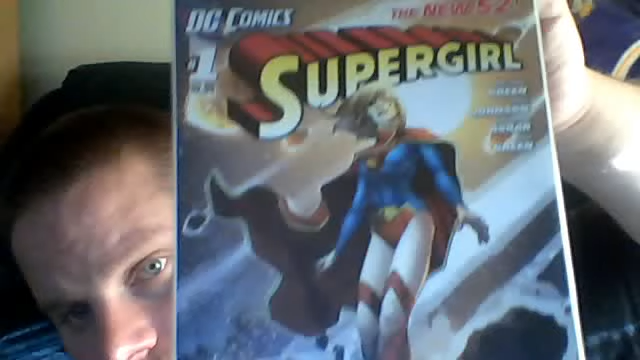 DC COMICS
THE NEW 52!
#1
SUPERGIRL
GREEN
JOHNSON
ASRAR
GREEN